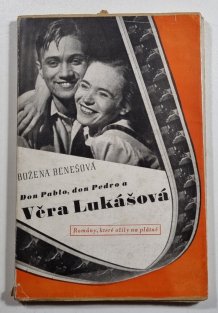 BOŽENA BENEŠOVÁ
Don Pablo, don Pedro a
Věra Lukášová
Romány, které ožily na plátně